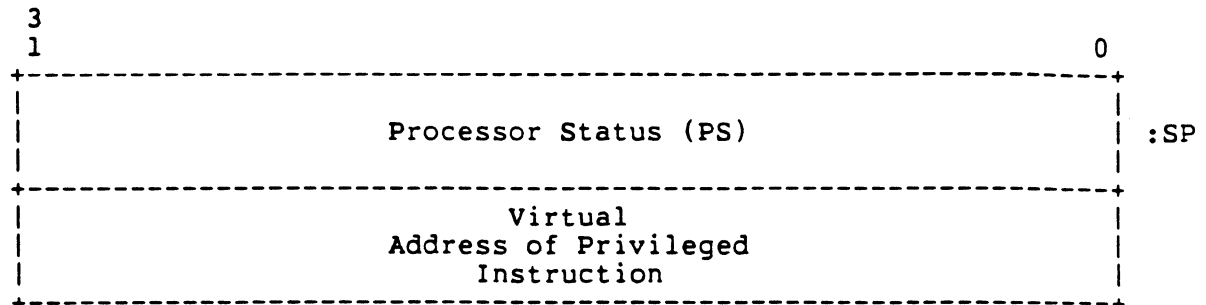 3
1 0
Processor Status (PS) :SP
Virtual
Address of Privileged
Instruction